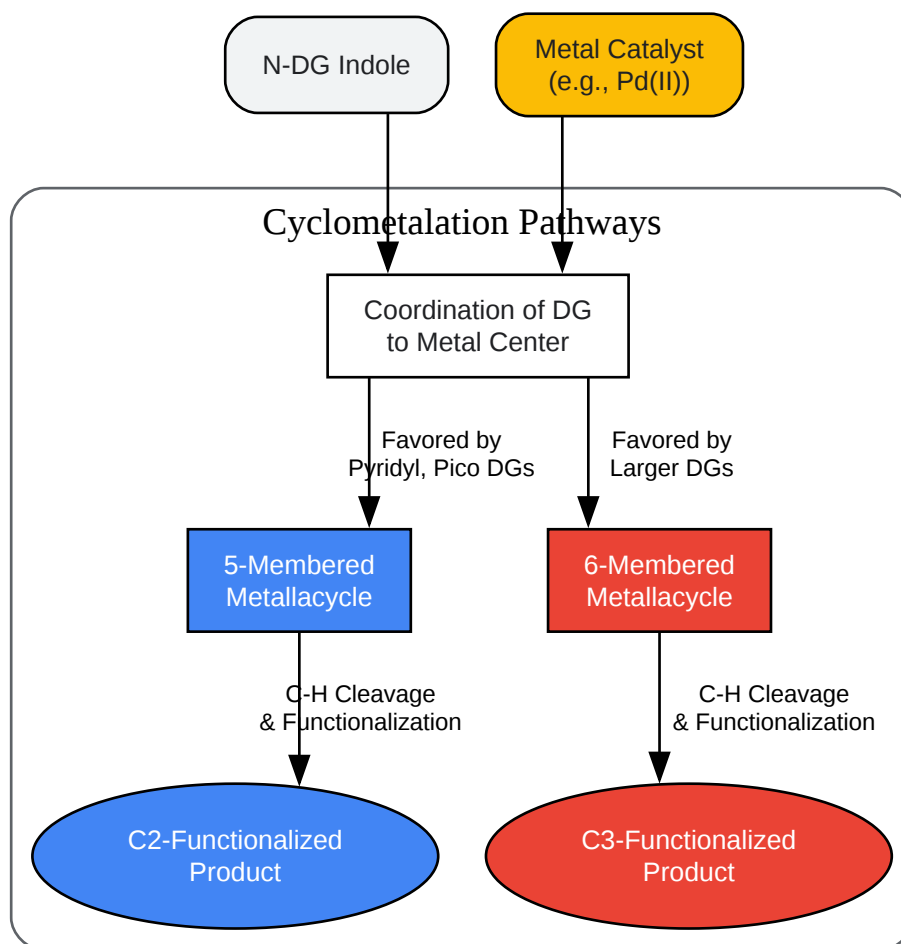 N-DG Indole
Metal Catalyst
(e.g., Pd(II))
Cyclometalation Pathways
Coordination of DG
to Metal Center
Favored by
Pyridyl, Pico DGs
Favored by
Larger DGs
5-Membered
Metallacycle
6-Membered
Metallacycle
C-H Cleavage
& Functionalization
C-H Cleavage
& Functionalization
C2-Functionalized
Product
C3-Functionalized
Product